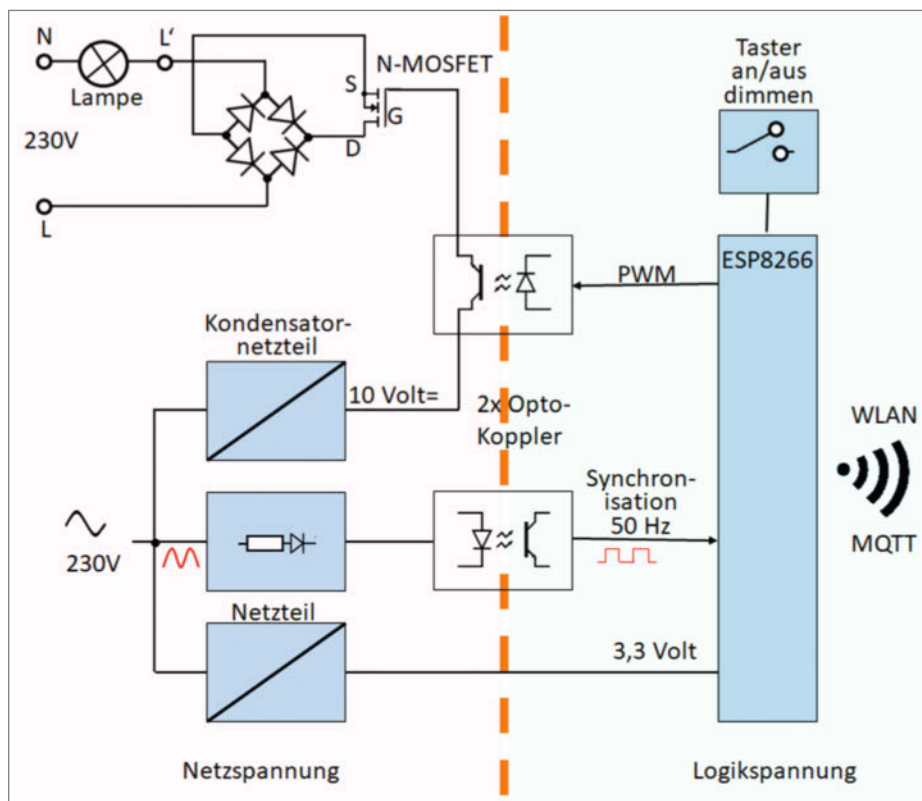 N
L‘
Lampe
230V
L
N-MOSFET
S
G
D
Taster
an/aus
dimmen
ESP8266
PWM
Kondensator-
netzteil
10 Volt=
2x Opto-
Koppler
WLAN
MQTT
Synchron-
isation
50 Hz
230V
Netzteil
3,3 Volt
Netzspannung
Logikspannung